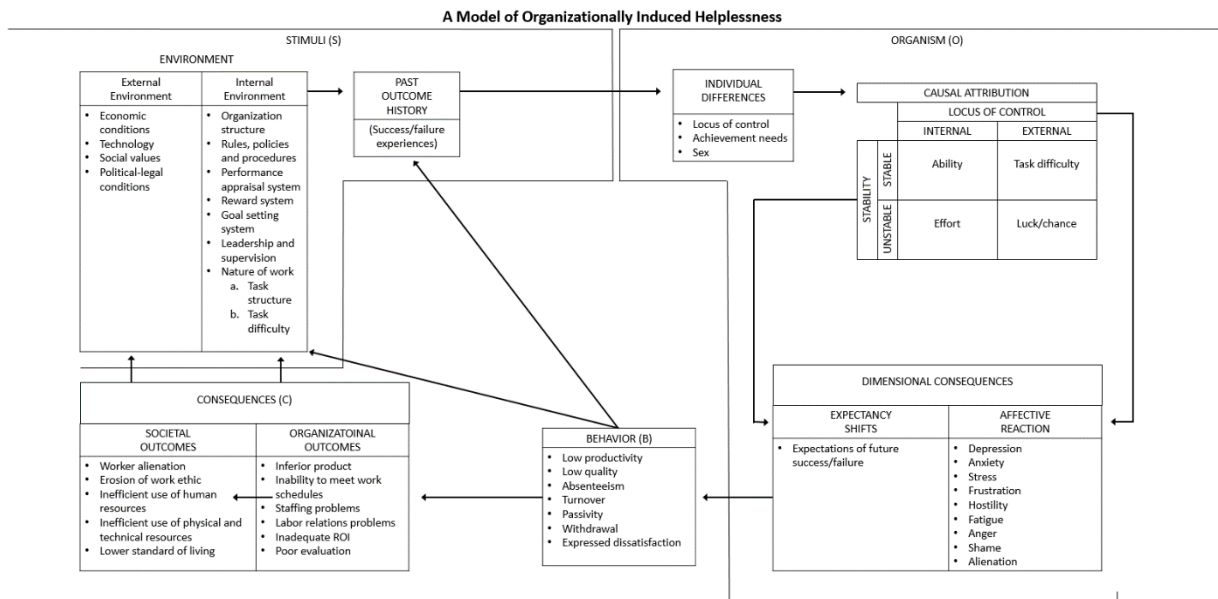 A Model of Organizationally Induced Helplessness
STIMULI (S)
ENVIRONMENT
External
Environment
• Economic
conditions
• Technology
• Social values
• Political-legal
conditions
Internal
Environment
• Organization
structure
• Rules, policies
and procedures
• Performance
appraisal system
• Reward system
• Goal setting
system
• Leadership and
supervision
• Nature of work
a. Task
structure
b. Task
difficulty
PAST
OUTCOME
HISTORY
(Success/failure
experiences)
ORGANISM (O)
INDIVIDUAL
DIFFERENCES
• Locus of control
• Achievement needs
• Sex
CAUSAL ATTRIBUTION
LOCUS OF CONTROL
INTERNAL
EXTERNAL
STABILITY
STABLE
Ability
Task difficulty
UNSTABLE
Effort
Luck/chance
DIMENSIONAL CONSEQUENCES
EXPECTANCY
SHIFTS
• Expectations of future
success/failure
AFFECTIVE
REACTION
• Depression
• Anxiety
• Stress
• Frustration
• Hostility
• Fatigue
• Anger
• Shame
• Alienation
BEHAVIOR (B)
• Low productivity
• Low quality
• Absenteeism
• Turnover
• Passivity
• Withdrawal
• Expressed dissatisfaction
CONSEQUENCES (C)
SOCIETAL
OUTCOMES
• Worker alienation
• Erosion of work ethic
• Inefficient use of human
resources
• Inefficient use of physical and
technical resources
• Lower standard of living
ORGANIZATOINAL
OUTCOMES
• Inferior product
• Inability to meet work
schedules
• Staffing problems
• Labor relations problems
• Inadequate ROI
• Poor evaluation